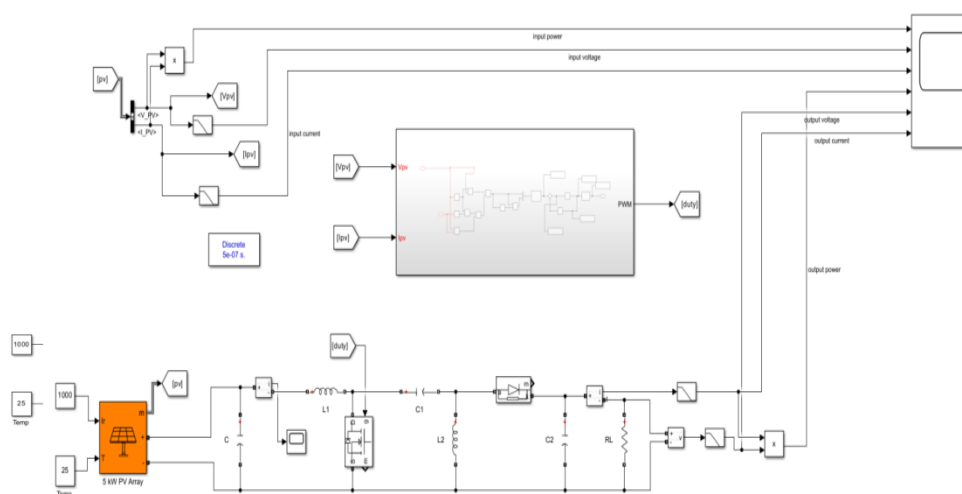 input power
[pv]
x
input voltage
[Vpv]
<V_PV>
<I_PV>
[Ipv]
input current
output voltage
output current
[Vpv]
Vpv
PWM
[duty]
[Ipv]
Ipv
Discrete
5e-07 s.
output power
[duty]
1000
[pv]
25
Temp
1000
Ir
m
+
T
-
25
Temp
5 kW PV Array
C
L1
C1
L2
m
C2
RL
v
x